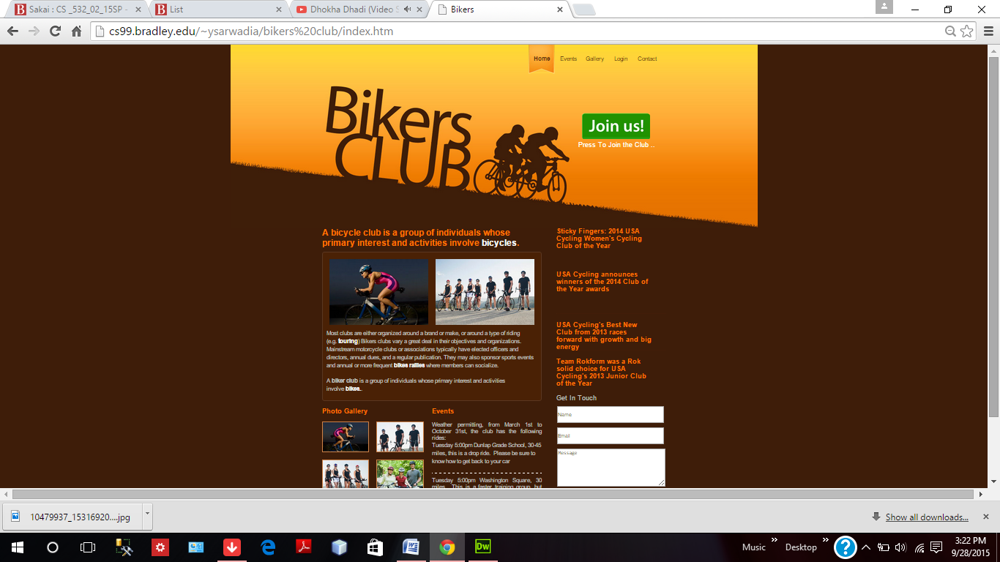 Sakai : CS _532_02_15SP -
List
Dhokha Dhadi (Video S
Bikers
cs99.bradley.edu/~ysarwadia/bikers%20club/index.htm
Home Events Gallery Login Contact
Bikers
CLUB
Join us!
Press To Join the Club ..
A bicycle club is a group of individuals whose
primary interest and activities involve bicycles.
Most clubs are either organized around a brand or make, or around a type of riding
(e.g. touring) Bikers clubs vary a great deal in their objectives and organizations.
Mainstream motorcycle clubs or associations typically have elected officers and
directors, annual dues, and a regular publication. They may also sponsor sports events
and annual or more frequent bikes rallies where members can socialize.
A biker club is a group of individuals whose primary interest and activities
involve bikes..
Photo Gallery
Events
Weather permitting, from March 1st to
October 31st, the club has the following
rides:
Tuesday 5:00pm Dunlap Grade School, 30-45
miles, this is a drop ride. Please be sure to
know how to get back to your car
Tuesday 5:00pm Washington Square, 30
miles. This is a faster training group, but
Sticky Fingers: 2014 USA
Cycling Women's Cycling
Club of the Year
USA Cycling announces
winners of the 2014 Club of
the Year awards
USA Cycling's Best New
Club from 2013 races
forward with growth and big
energy
Team Rokform was a Rok
solid choice for USA
Cycling's 2013 Junior Club
of the Year
Get In Touch
Name
Email
Message
10479937_15316920....jpg
Show all downloads...
Music
Desktop
3:22 PM
9/28/2015